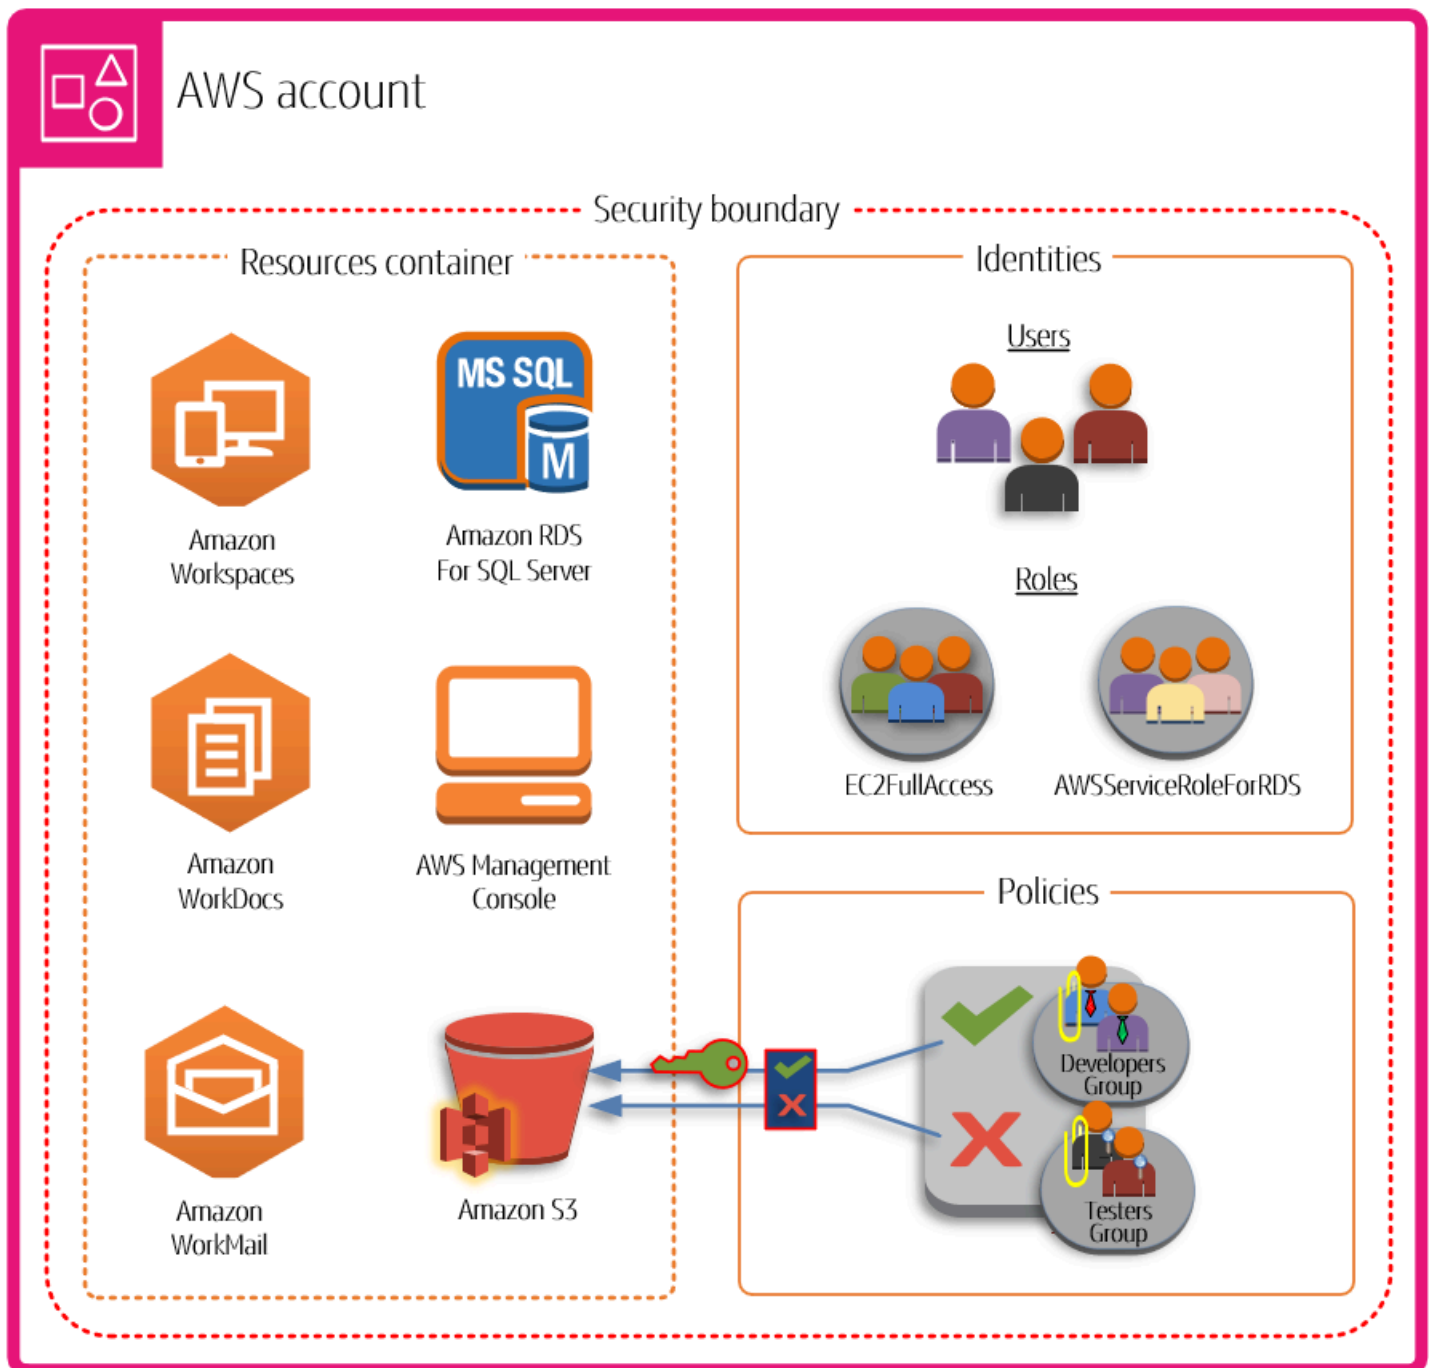 AWS account
Security boundary
Resources container
Amazon
Workspaces
MS SQL
M
Amazon RDS
For SQL Server
Amazon
WorkDocs
AWS Management
Console
Amazon
WorkMail
Amazon S3
Identities
Users
Roles
EC2FullAccess
AWSServiceRoleForRDS
Policies
Developers
Group
Testers
Group